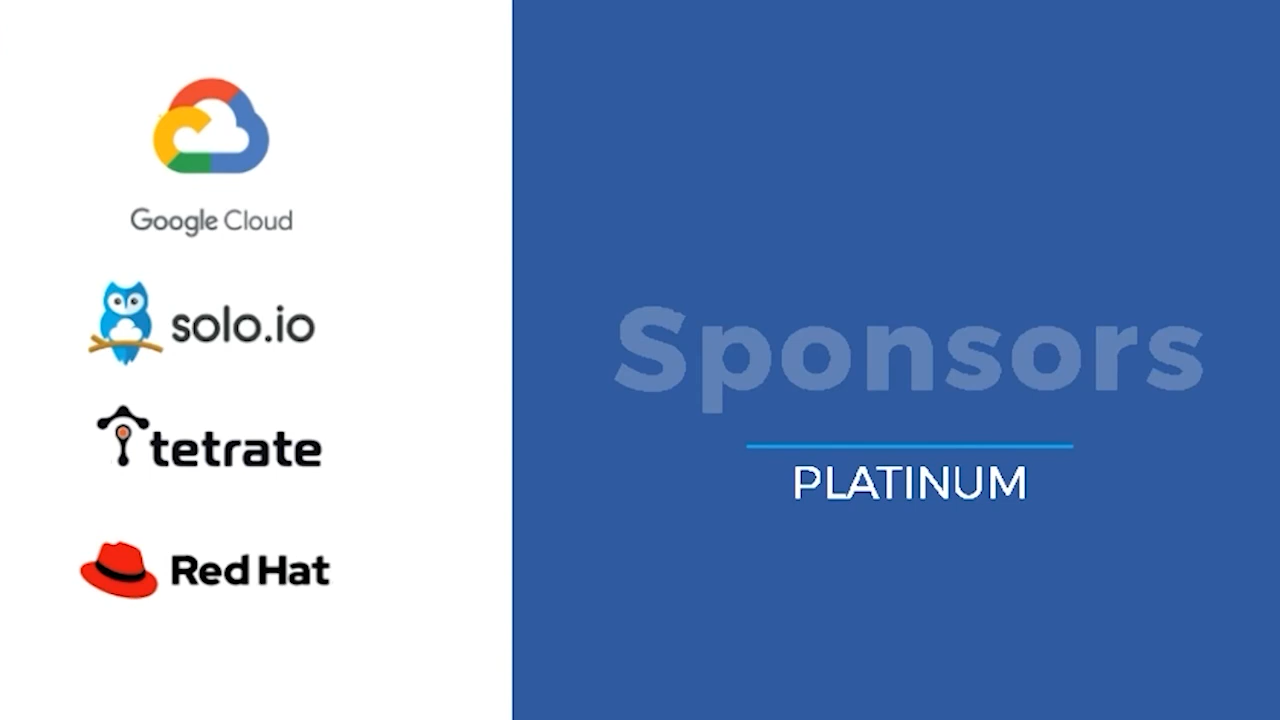 Google Cloud
solo.io
tetrate
Red Hat
Sponsors
PLATINUM